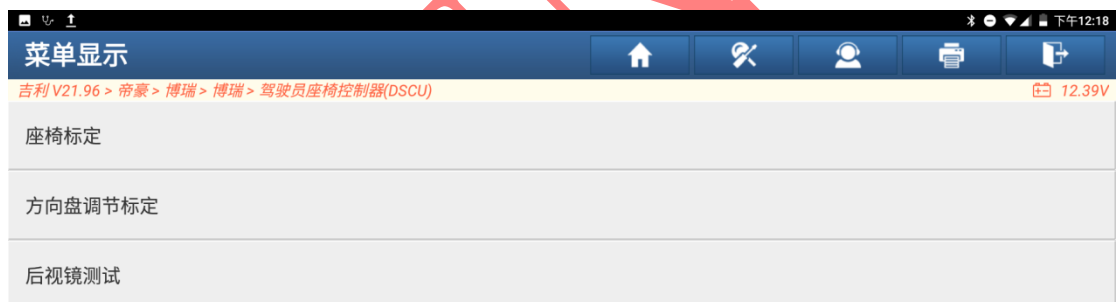 下午12:18
菜单显示
吉利 V21.96 > 帝豪 > 博瑞 > 博瑞 > 驾驶员座椅控制器(DSCU)
12.39V
座椅标定
方向盘调节标定
后视镜测试